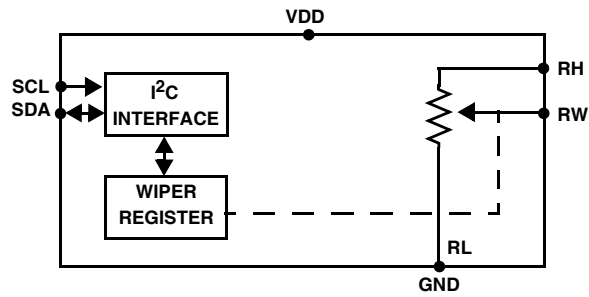 VDD
SCL
SDA
I²C
INTERFACE
WIPER
REGISTER
RH
RW
RL
GND